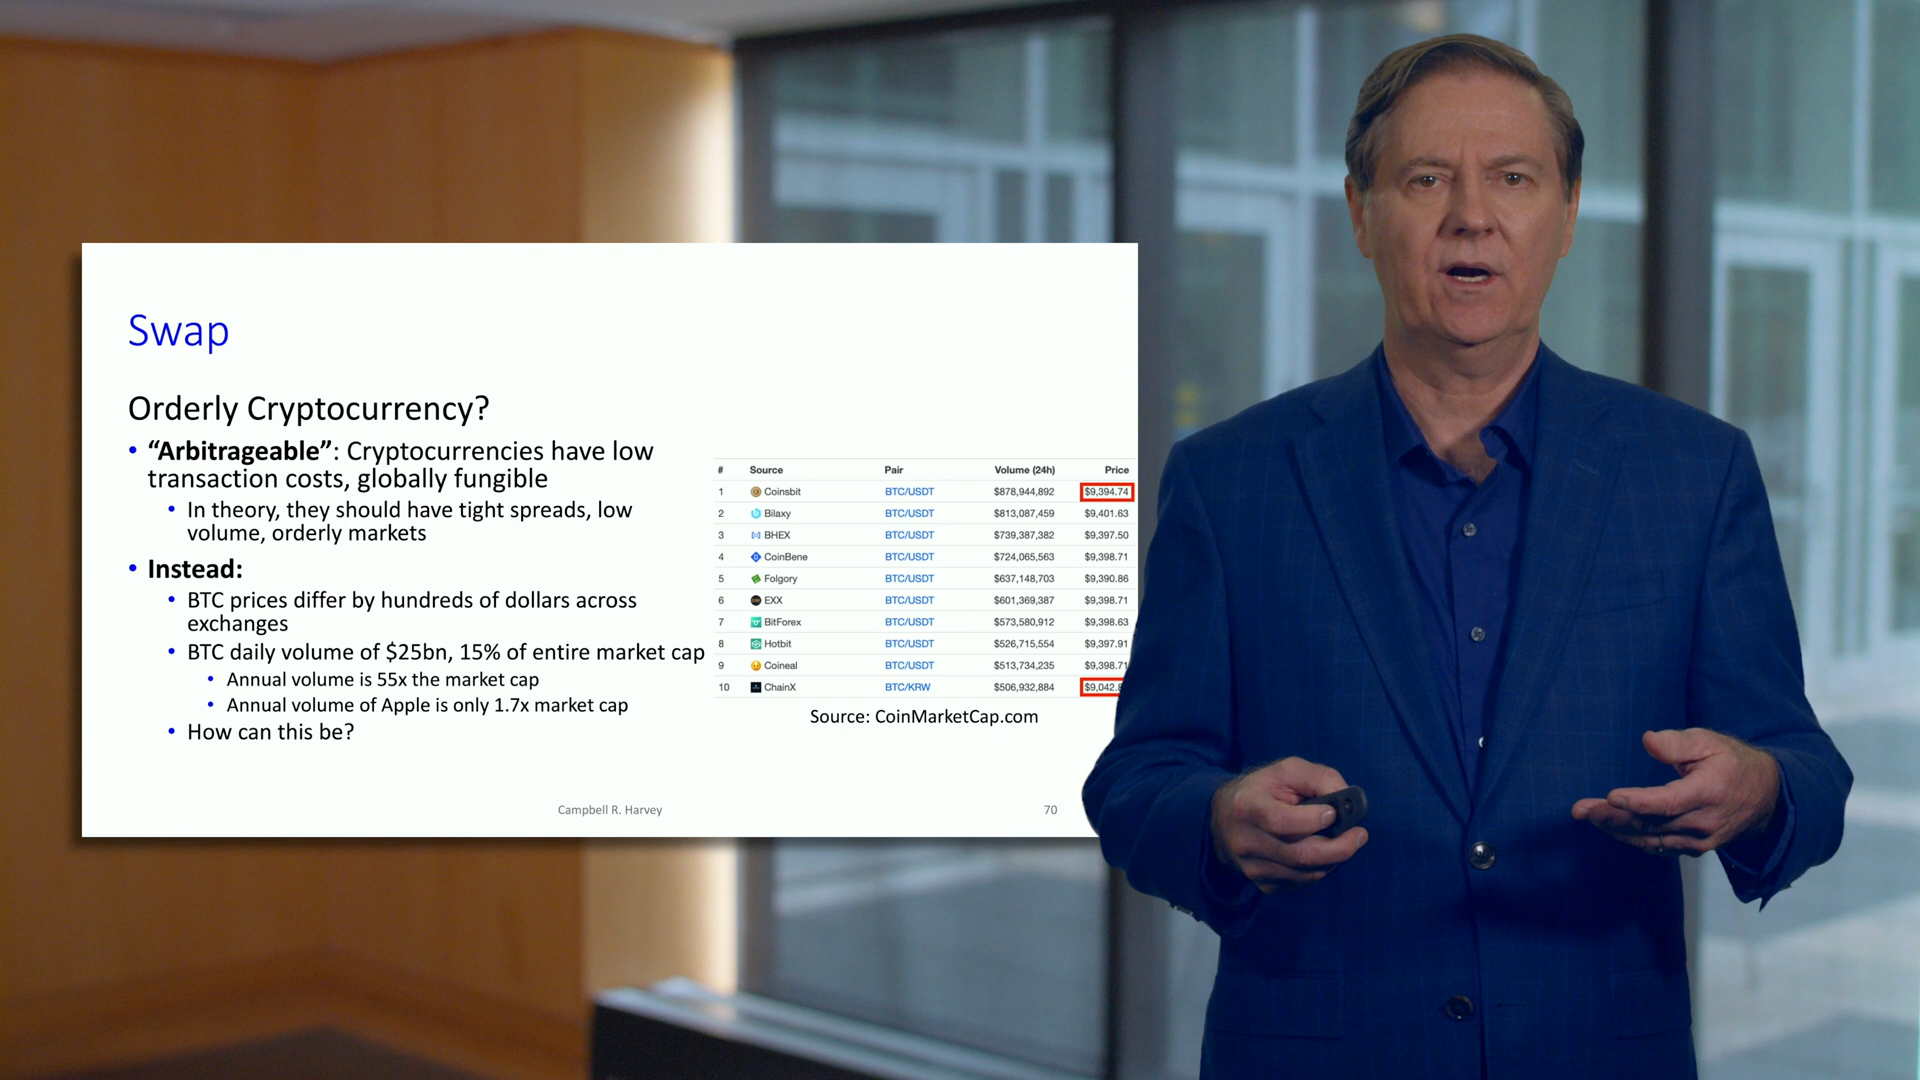 Swap
Orderly Cryptocurrency?
• “Arbitrageable”: Cryptocurrencies have low
transaction costs, globally fungible
• In theory, they should have tight spreads, low
volume, orderly markets
• Instead:
• BTC prices differ by hundreds of dollars across
exchanges
• BTC daily volume of $25bn, 15% of entire market cap
• Annual volume is 55x the market cap
• Annual volume of Apple is only 1.7x market cap
• How can this be?
# Source Pair Volume (24h) Price
1 Coinsbit BTC/USDT $878,944,892 $9,394.74
2 Bilaxy BTC/USDT $813,087,459 $9,401.63
3 BHEX BTC/USDT $739,387,382 $9,397.50
4 CoinBene BTC/USDT $724,065,563 $9,398.71
5 Folgory BTC/USDT $637,148,703 $9,390.86
6 EXX BTC/USDT $601,369,387 $9,398.71
7 BitForex BTC/USDT $573,580,912 $9,398.63
8 Hotbit BTC/USDT $526,715,554 $9,397.91
9 Coineal BTC/USDT $513,734,235 $9,398.71
10 ChainX BTC/KRW $506,932,884
Source: CoinMarketCap.com
Campbell R. Harvey 70